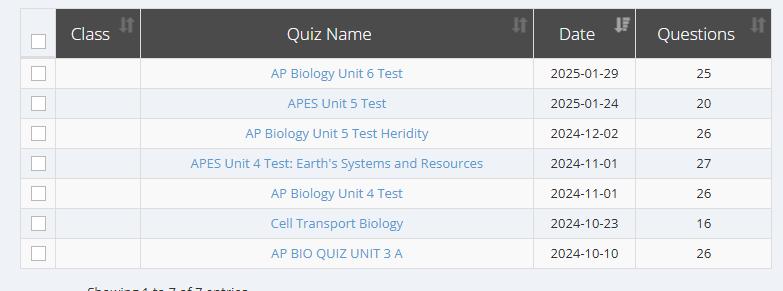 Class Quiz Name Date Questions
AP Biology Unit 6 Test 2025-01-29 25
APES Unit 5 Test 2025-01-24 20
AP Biology Unit 5 Test Heridity 2024-12-02 26
APES Unit 4 Test: Earth's Systems and Resources 2024-11-01 27
AP Biology Unit 4 Test 2024-11-01 26
Cell Transport Biology 2024-10-23 16
AP BIO QUIZ UNIT 3 A 2024-10-10 26
Showing 1 to 7 of 7 entries